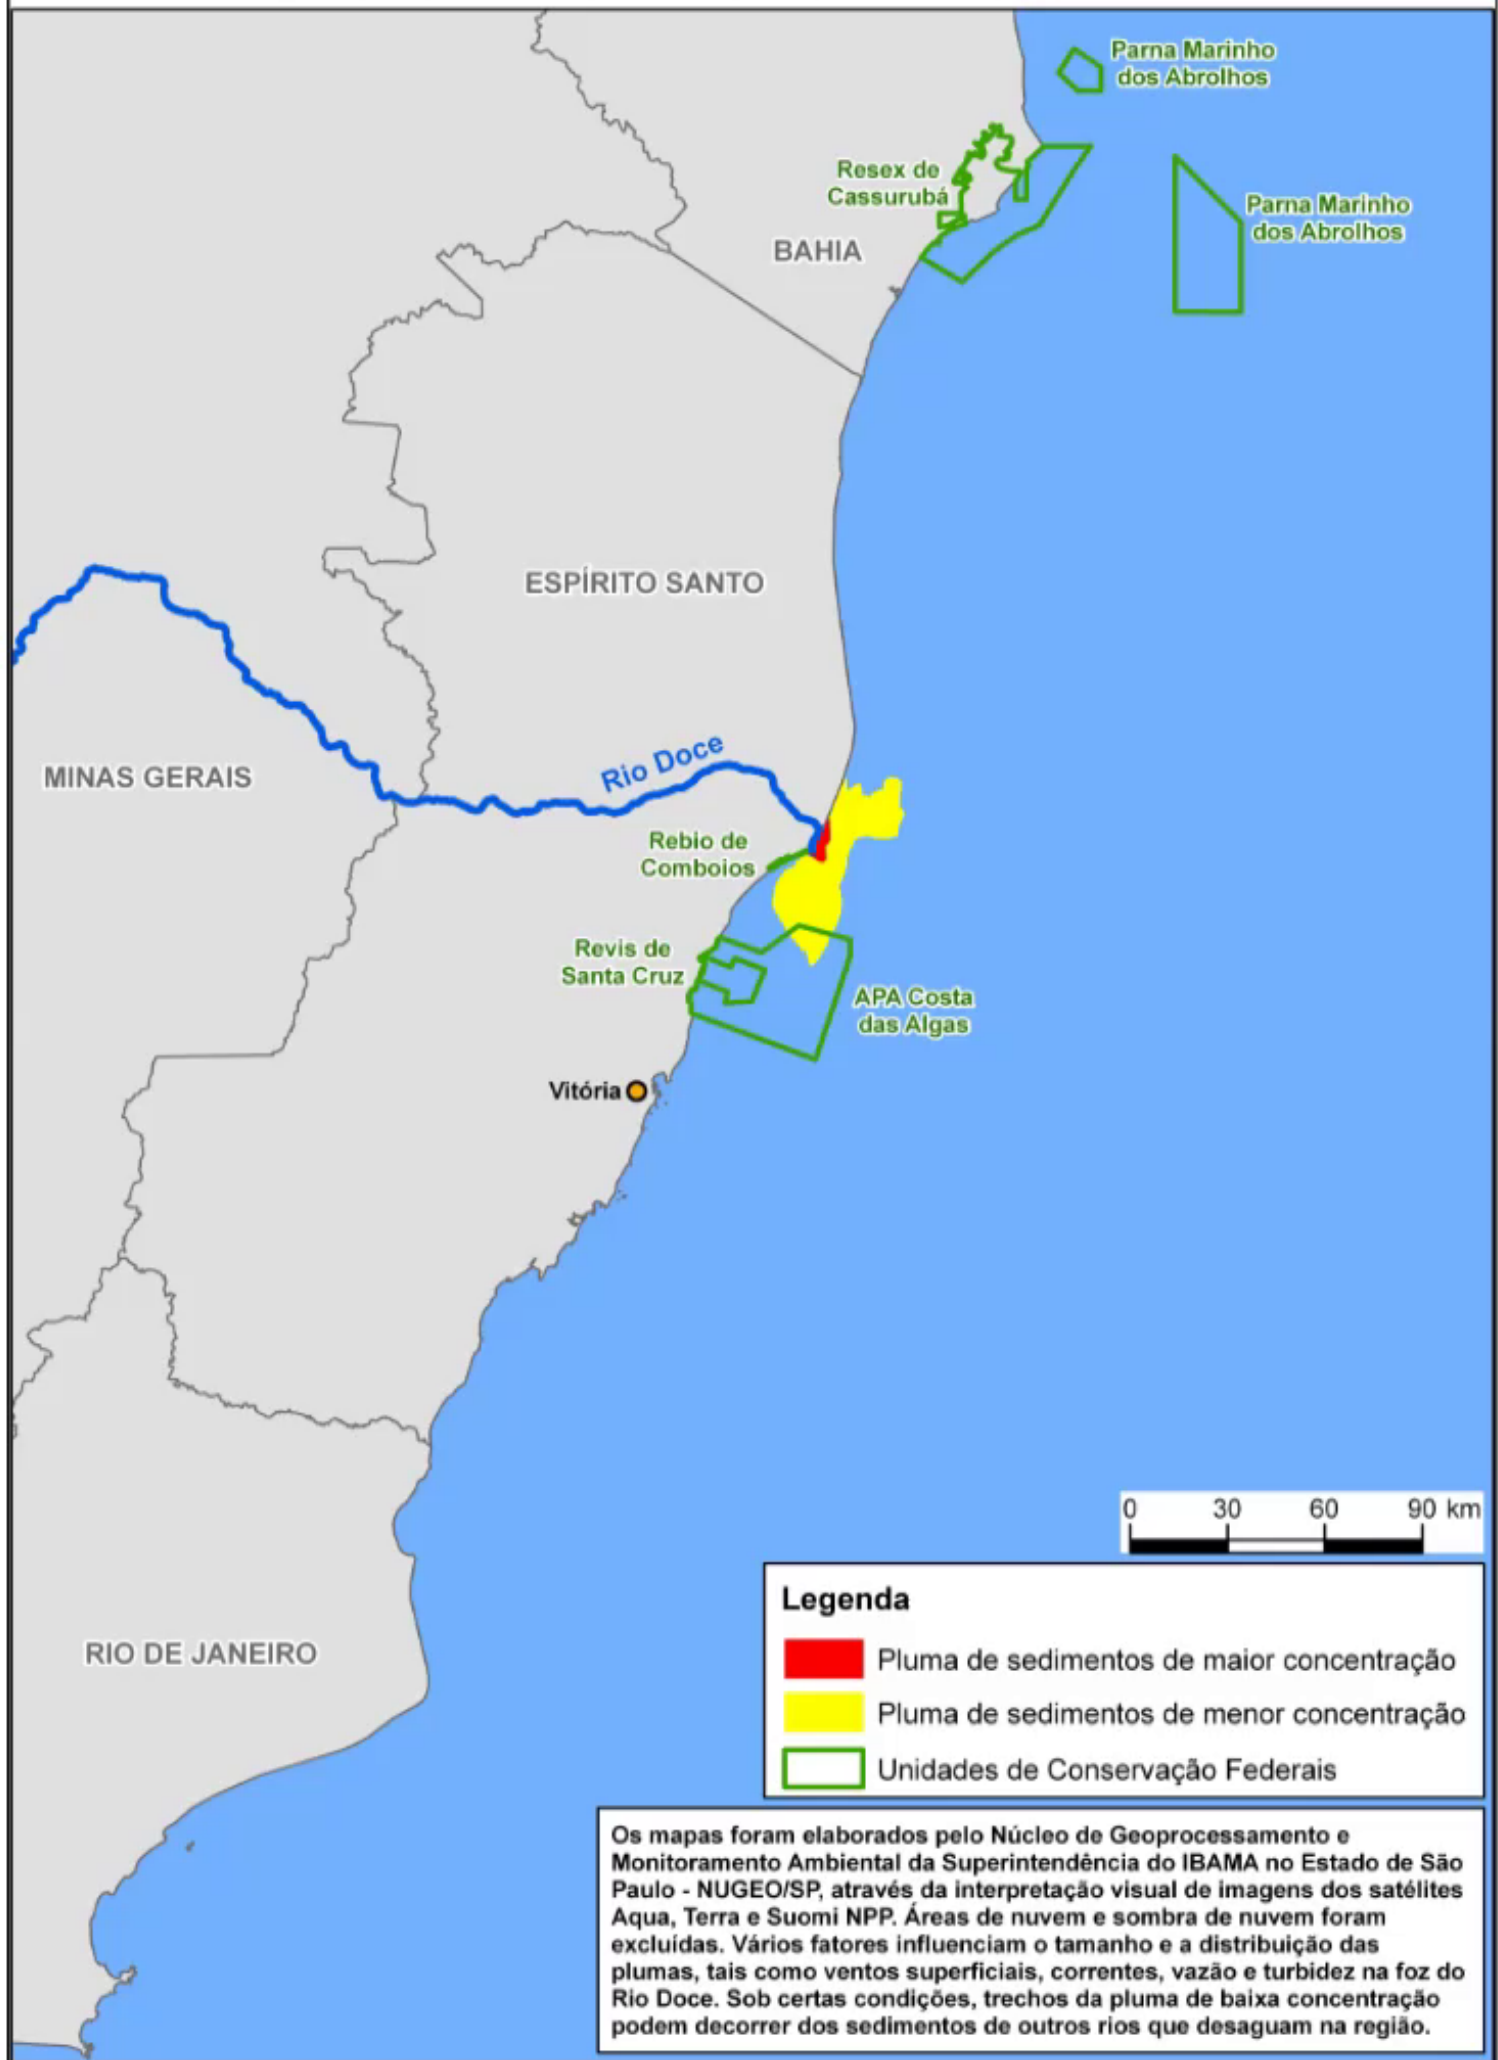 Parna Marinho
dos Abrolhos
Resex de
Cassurubá
Parna Marinho
dos Abrolhos
BAHIA
ESPÍRITO SANTO
Rio Doce
MINAS GERAIS
Rebio de
Comboios
Revis de
Santa Cruz
APA Costa
das Algas
Vitória
RIO DE JANEIRO
0 30 60 90 km
Legenda
Pluma de sedimentos de maior concentração
Pluma de sedimentos de menor concentração
Unidades de Conservação Federais
Os mapas foram elaborados pelo Núcleo de Geoprocessamento e
Monitoramento Ambiental da Superintendência do IBAMA no Estado de São
Paulo - NUGEO/SP, através da interpretação visual de imagens dos satélites
Aqua, Terra e Suomi NPP. Áreas de nuvem e sombra de nuvem foram
excluídas. Vários fatores influenciam o tamanho e a distribuição das
plumas, tais como ventos superficiais, correntes, vazão e turbidez na foz do
Rio Doce. Sob certas condições, trechos da pluma de baixa concentração
podem decorrer dos sedimentos de outros rios que desaguam na região.